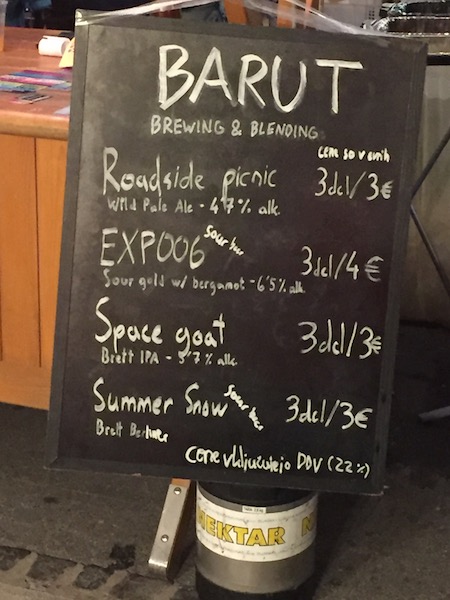 BARUT
BREWING & BLENDING
cene so v evrih
Roadside picnic 3dcl/3€
Wild Pale Ale - 4'7% alk.
EXP006 Sour beer 3dcl/4€
Sour gold w/ bergamot - 6'5% alk.
Space goat 3dcl/3€
Brett IPA - 5'7% alk.
Summer Snow Sour beer 3dcl/3€
Brett Berliner
Cene vključujejo DDV (22%)
NEKTAR N